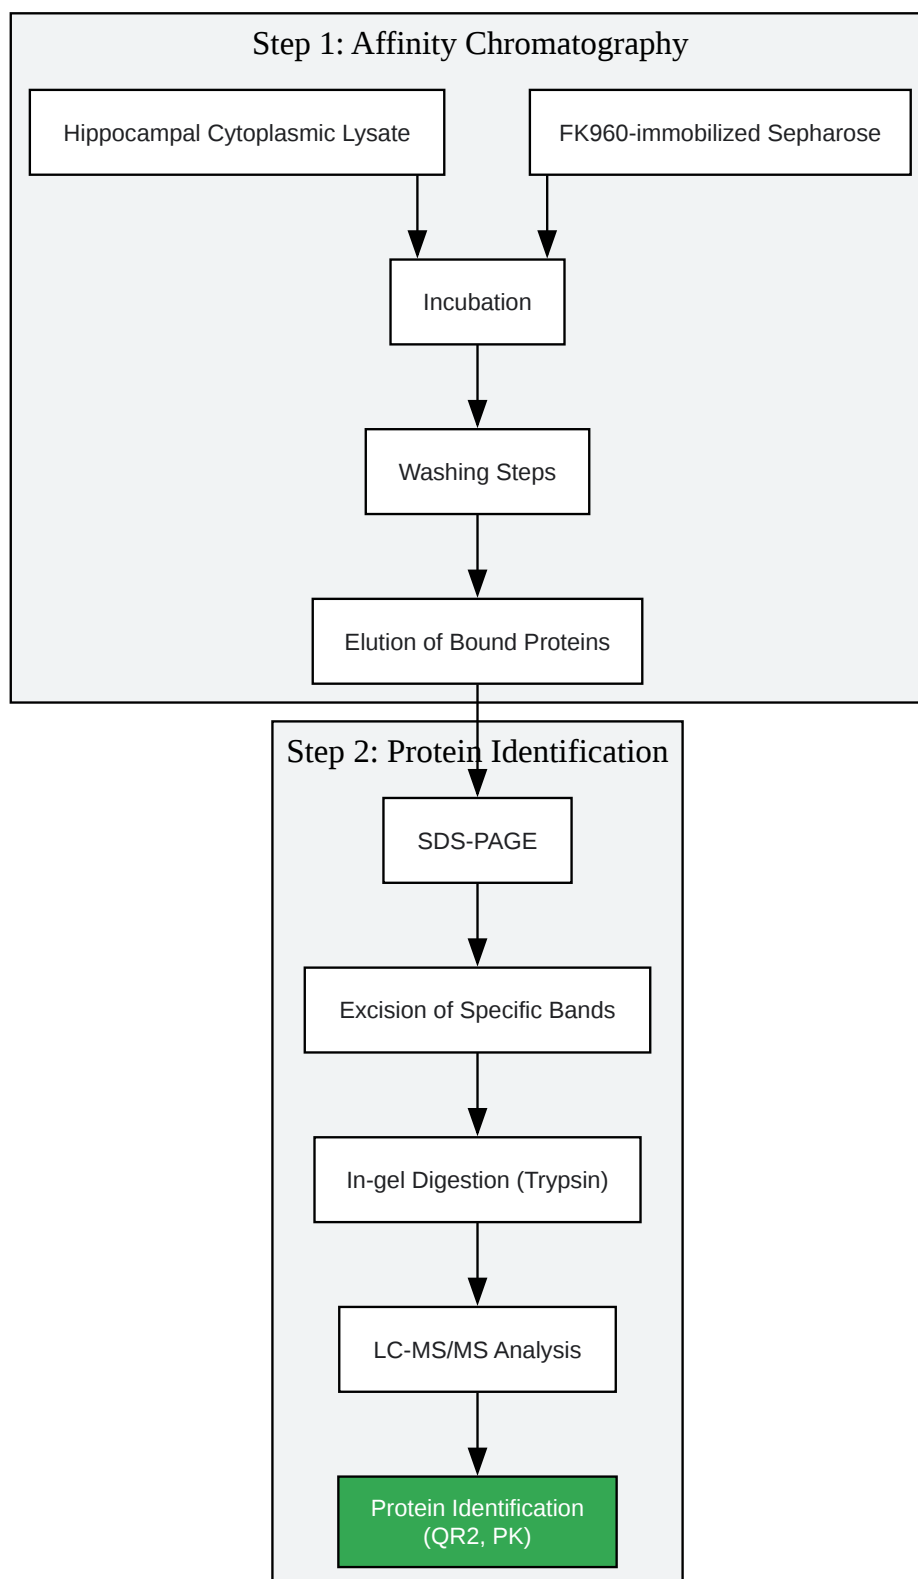 Step 1: Affinity Chromatography
Hippocampal Cytoplasmic Lysate
FK960-immobilized Sepharose
Incubation
Washing Steps
Elution of Bound Proteins
Step 2: Protein Identification
SDS-PAGE
Excision of Specific Bands
In-gel Digestion (Trypsin)
LC-MS/MS Analysis
Protein Identification
(QR2, PK)